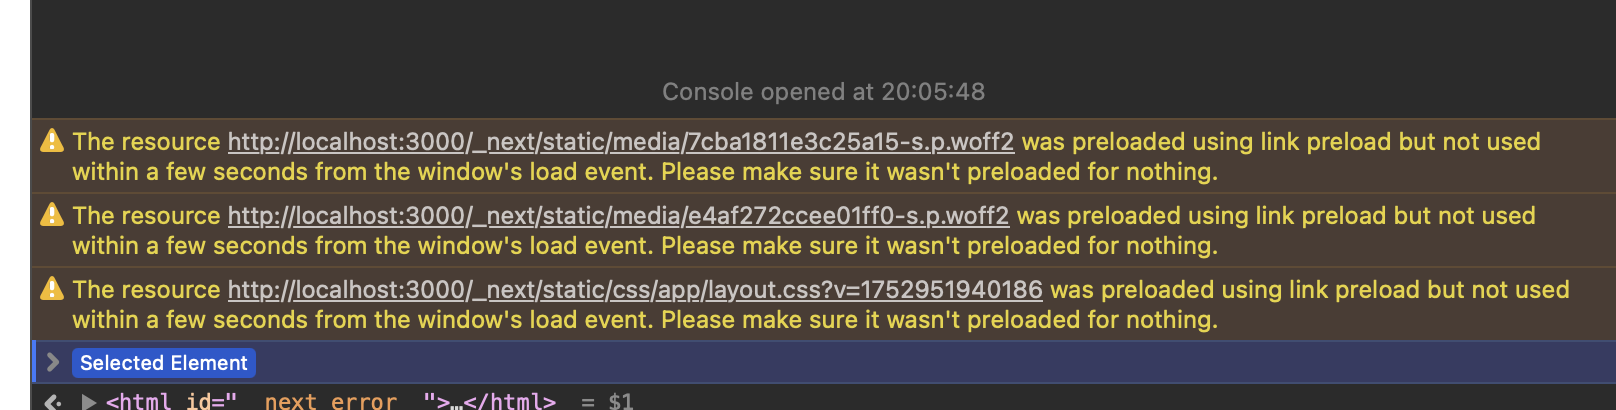 Console opened at 20:05:48
The resource http://localhost:3000/_next/static/media/7cba1811e3c25a15-s.p.woff2 was preloaded using link preload but not used
within a few seconds from the window's load event. Please make sure it wasn't preloaded for nothing.
The resource http://localhost:3000/_next/static/media/e4af272ccee01ff0-s.p.woff2 was preloaded using link preload but not used
within a few seconds from the window's load event. Please make sure it wasn't preloaded for nothing.
The resource http://localhost:3000/_next/static/css/app/layout.css?v=1752951940186 was preloaded using link preload but not used
within a few seconds from the window's load event. Please make sure it wasn't preloaded for nothing.
Selected Element
<html id="__next_error__">…</html> = $1